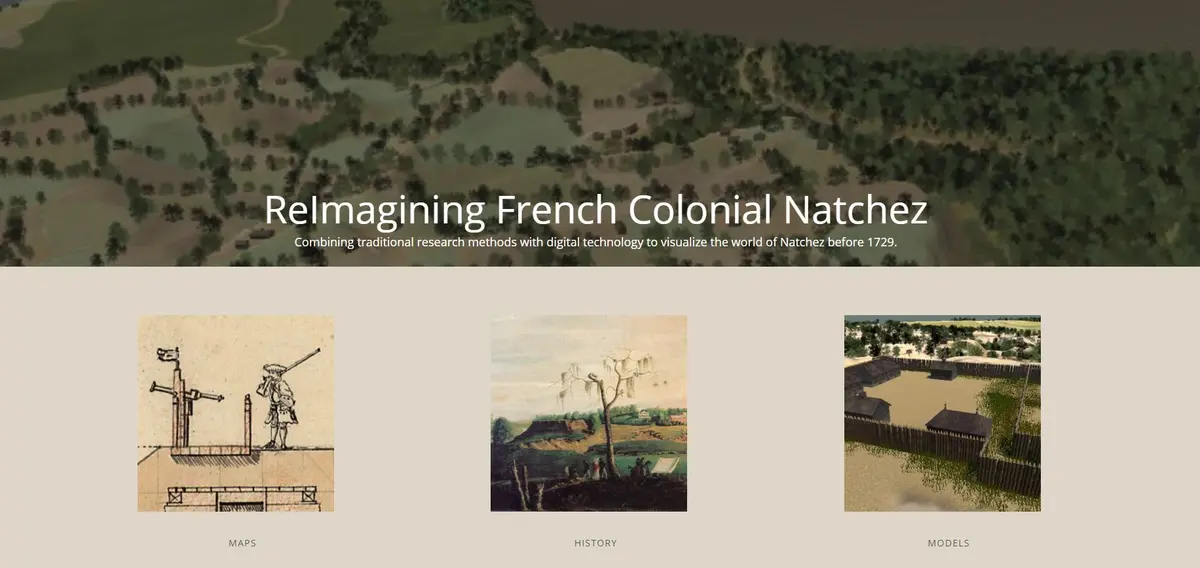 ReImagining French Colonial Natchez
Combining traditional research methods with digital technology to visualize the world of Natchez before 1729.
MAPS
HISTORY
MODELS